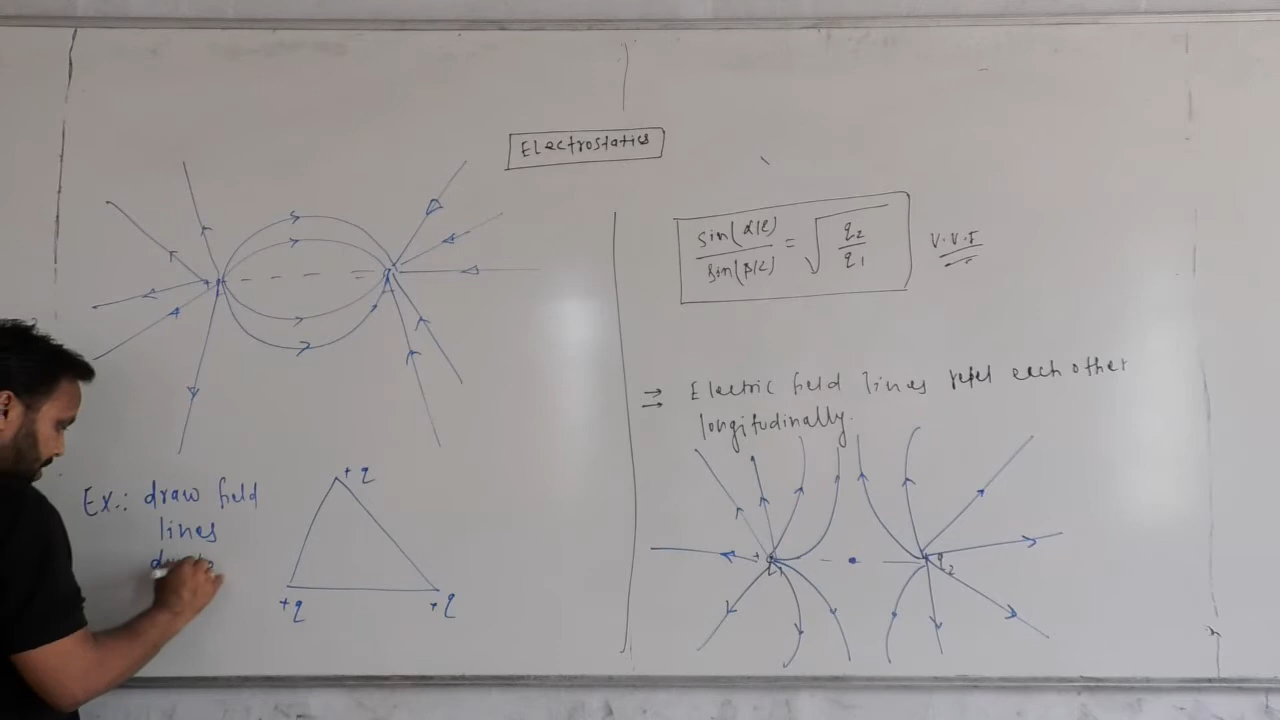 Electrostatics
sin(α/2)
sin(β/2)
=
√
q2
q1
V.V.I
⇒ Electric field lines repel each other
longitudinally.
Ex.: draw field
lines
+q
+q
+q
q1
q2